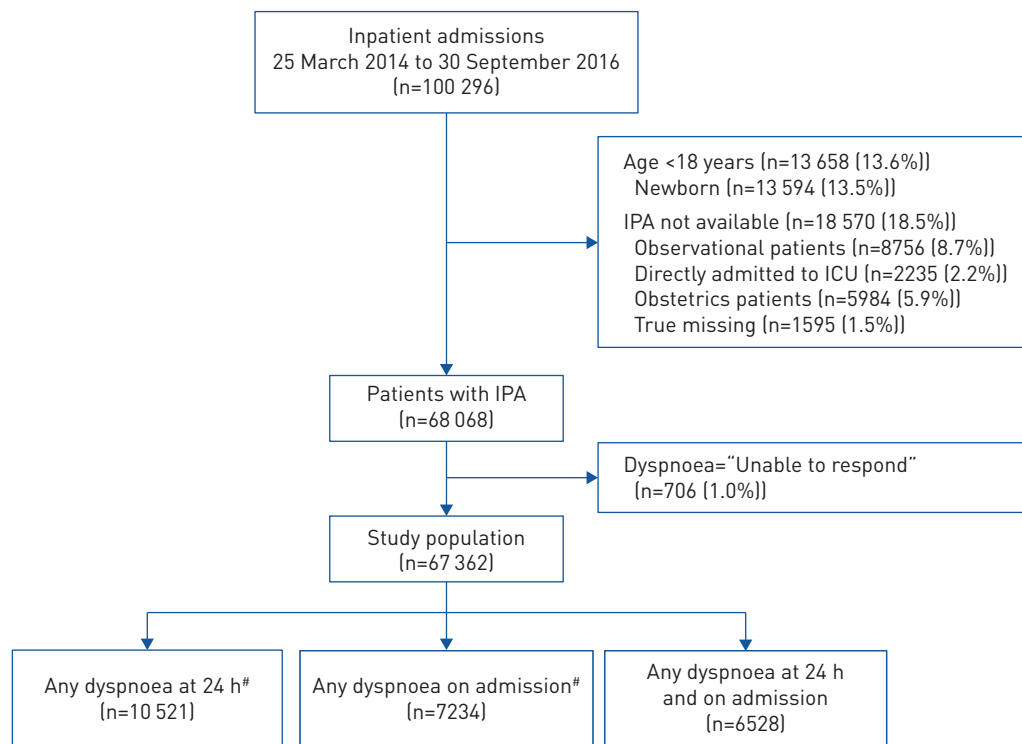 Inpatient admissions
25 March 2014 to 30 September 2016
(n=100 296)
Age <18 years (n=13 658 (13.6%))
Newborn (n=13 594 (13.5%))
IPA not available (n=18 570 (18.5%))
Observational patients (n=8756 (8.7%))
Directly admitted to ICU (n=2235 (2.2%))
Obstetrics patients (n=5984 (5.9%))
True missing (n=1595 (1.5%))
Patients with IPA
(n=68 068)
Dyspnoea=“Unable to respond”
(n=706 (1.0%))
Study population
(n=67 362)
Any dyspnoea at 24 h#
(n=10 521)
Any dyspnoea on admission#
(n=7234)
Any dyspnoea at 24 h
and on admission
(n=6528)